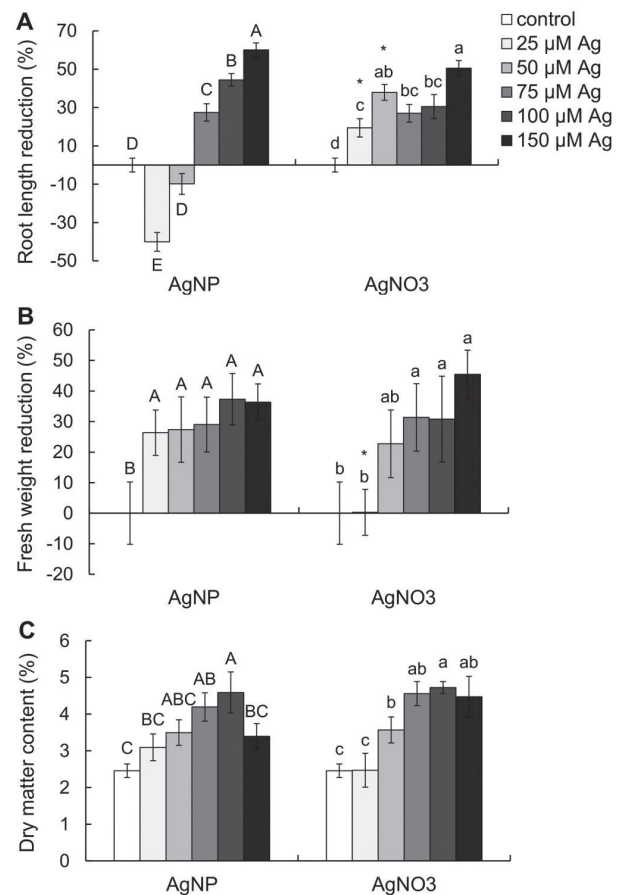 A
Root length reduction (%)
70
50
30
10
-10
-30
-50
D
E
D
C
B
A
d
*
c
*
ab
bc
bc
a
AgNP
AgNO3
control
25 µM Ag
50 µM Ag
75 µM Ag
100 µM Ag
150 µM Ag
B
Fresh weight reduction (%)
60
50
40
30
20
10
0
-10
-20
B
A
A
A
A
A
b
*
b
ab
a
a
a
AgNP
AgNO3
C
Dry matter content (%)
6
5
4
3
2
1
0
C
BC
ABC
AB
A
BC
c
c
b
ab
a
ab
AgNP
AgNO3